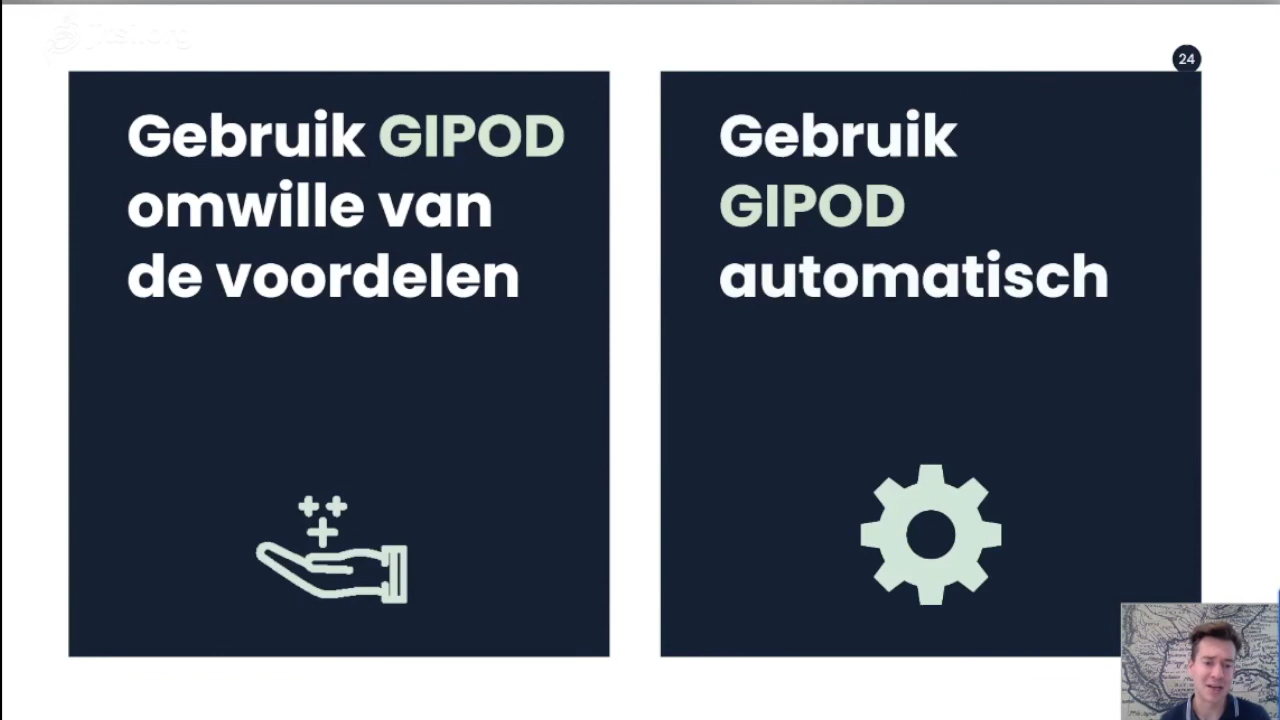 24
Gebruik GIPOD
omwille van
de voordelen
Gebruik
GIPOD
automatisch